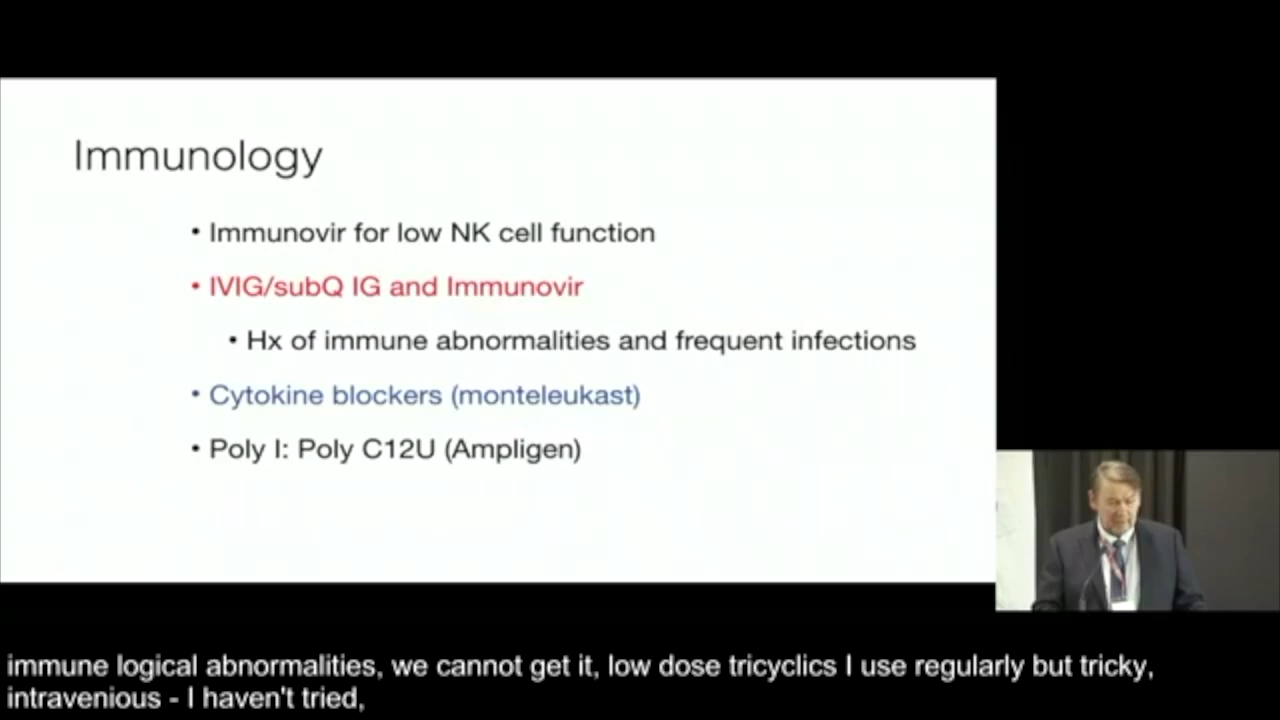 Immunology
• Immunovir for low NK cell function
• IVIG/subQ IG and Immunovir
• Hx of immune abnormalities and frequent infections
• Cytokine blockers (monteleukast)
• Poly I: Poly C12U (Ampligen)
immune logical abnormalities, we cannot get it, low dose tricyclics I use regularly but tricky,
intravenious - I haven't tried,